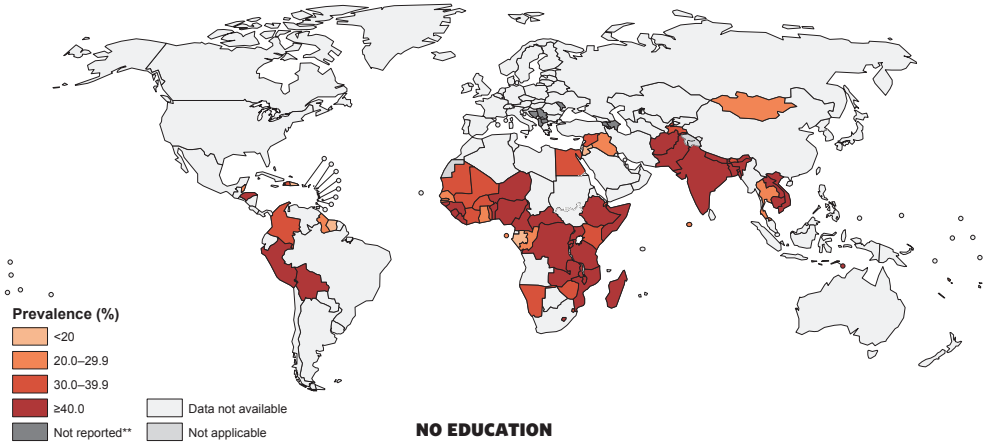 Prevalence (%)
<20
20.0–29.9
30.0–39.9
≥40.0
Not reported**
Data not available
Not applicable
NO EDUCATION